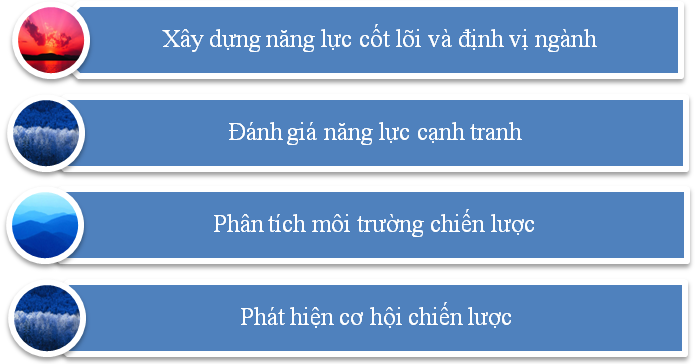 Xây dựng năng lực cốt lõi và định vị ngành
Đánh giá năng lực cạnh tranh
Phân tích môi trường chiến lược
Phát hiện cơ hội chiến lược